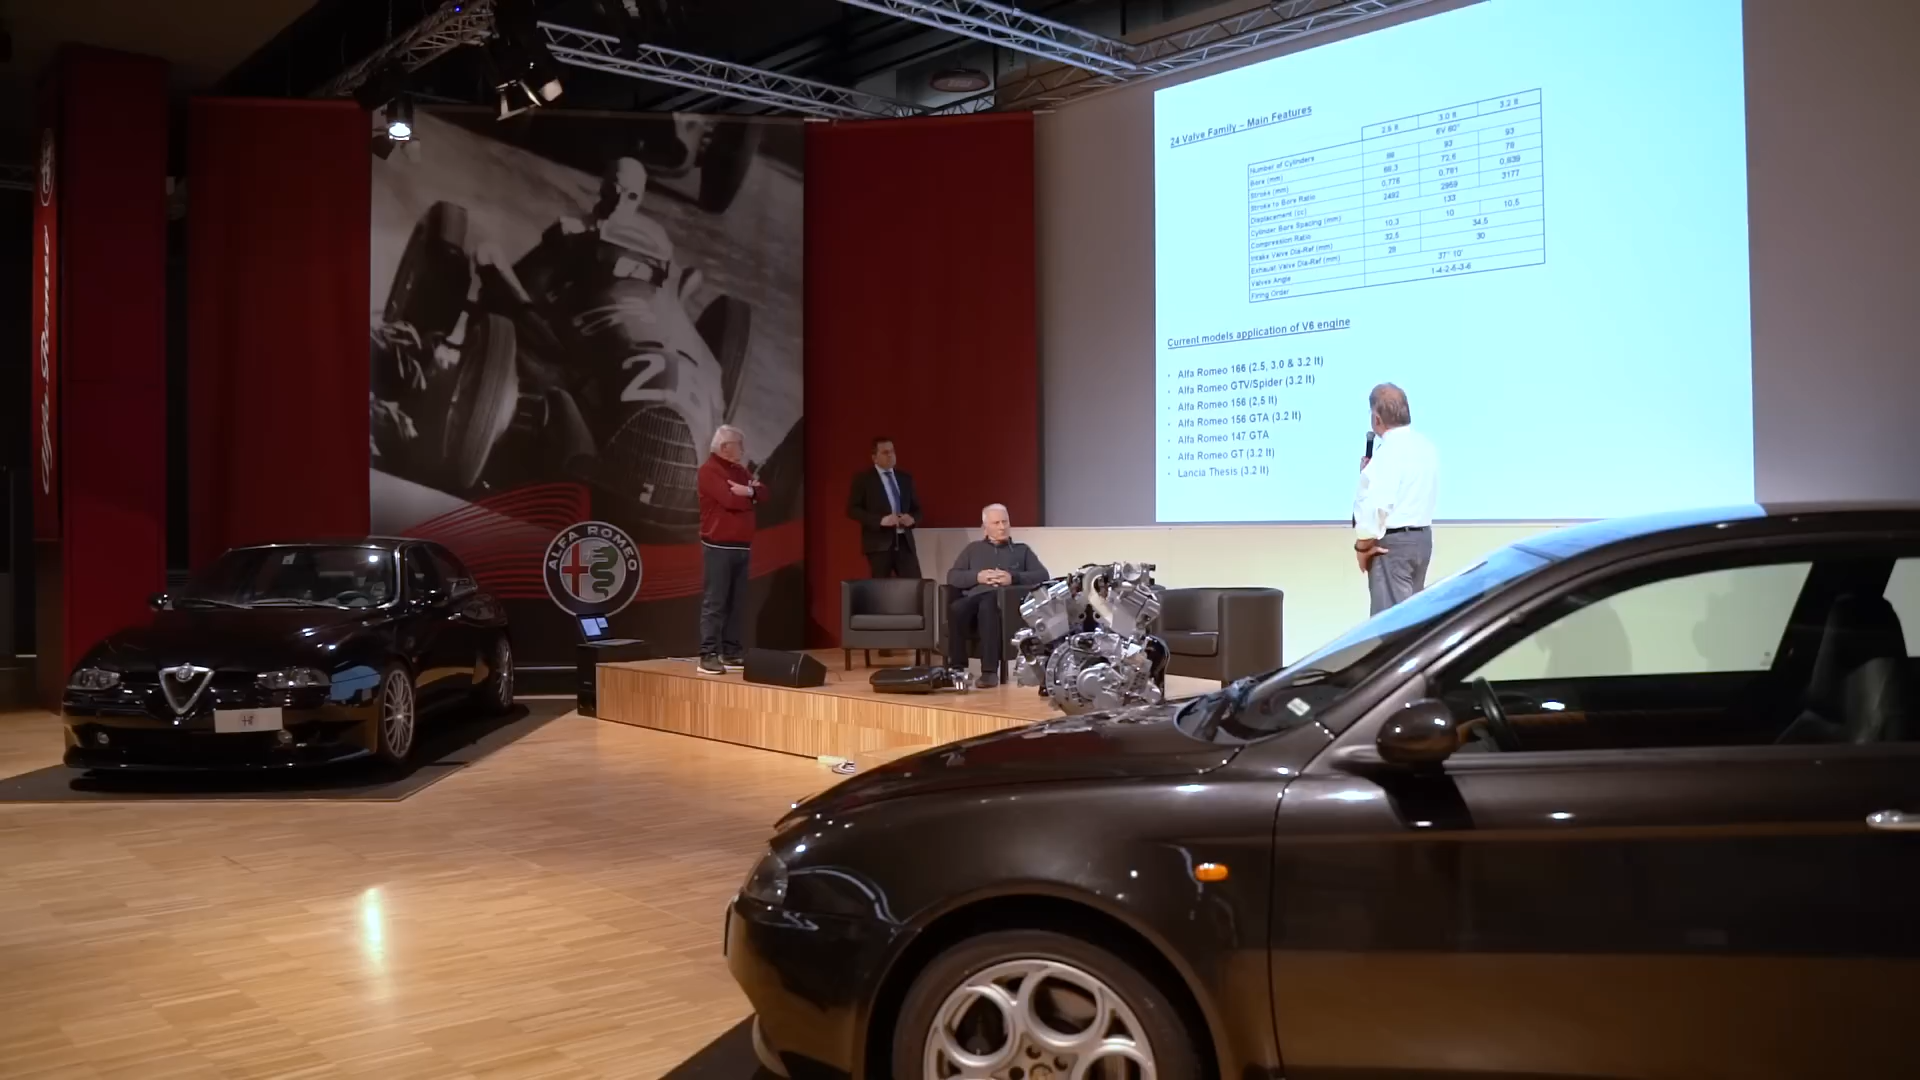 24 Valve Family – Main Features
2.5 lt 3.0 lt 3.2 lt
Number of Cylinders 6V 60°
Bore (mm) 88 93 93
Stroke (mm) 68.3 72,6 78
Stroke to Bore Ratio 0,776 0,781 0,839
Displacement (cc) 2492 2959 3177
Cylinder Bore Spacing (mm) 133
Compression Ratio 10,3 10 10,5
Intake Valve Dia-Ref (mm) 32,5 34,5
Exhaust Valve Dia-Ref (mm) 28 30
Valves Angle 37° 10'
Firing Order 1-4-2-5-3-6
Current models application of V6 engine
- Alfa Romeo 166 (2.5, 3.0 & 3.2 lt)
- Alfa Romeo GTV/Spider (3.2 lt)
- Alfa Romeo 156 (2,5 lt)
- Alfa Romeo 156 GTA (3.2 lt)
- Alfa Romeo 147 GTA
- Alfa Romeo GT (3.2 lt)
- Lancia Thesis (3.2 lt)
Alfa Romeo
2
ALFA ROMEO